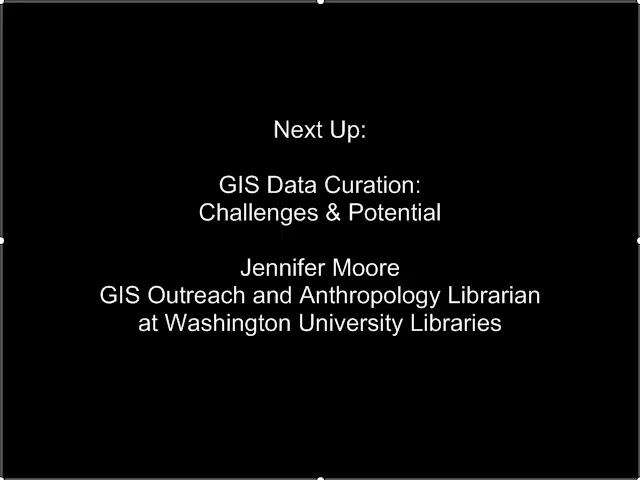 Next Up:
GIS Data Curation:
Challenges & Potential
Jennifer Moore
GIS Outreach and Anthropology Librarian
at Washington University Libraries